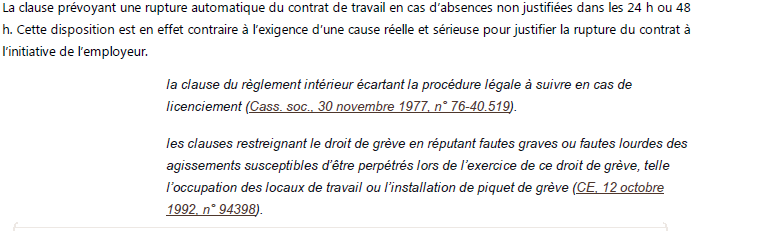 La clause prévoyant une rupture automatique du contrat de travail en cas d'absences non justifiées dans les 24 h ou 48
h. Cette disposition est en effet contraire à l'exigence d'une cause réelle et sérieuse pour justifier la rupture du contrat à
l'initiative de l'employeur.
la clause du règlement intérieur écartant la procédure légale à suivre en cas de
licenciement (Cass. soc., 30 novembre 1977, n° 76-40.519).
les clauses restreignant le droit de grève en réputant fautes graves ou fautes lourdes des
agissements susceptibles d'être perpétrés lors de l'exercice de ce droit de grève, telle
l'occupation des locaux de travail ou l'installation de piquet de grève (CE, 12 octobre
1992, n° 94398).